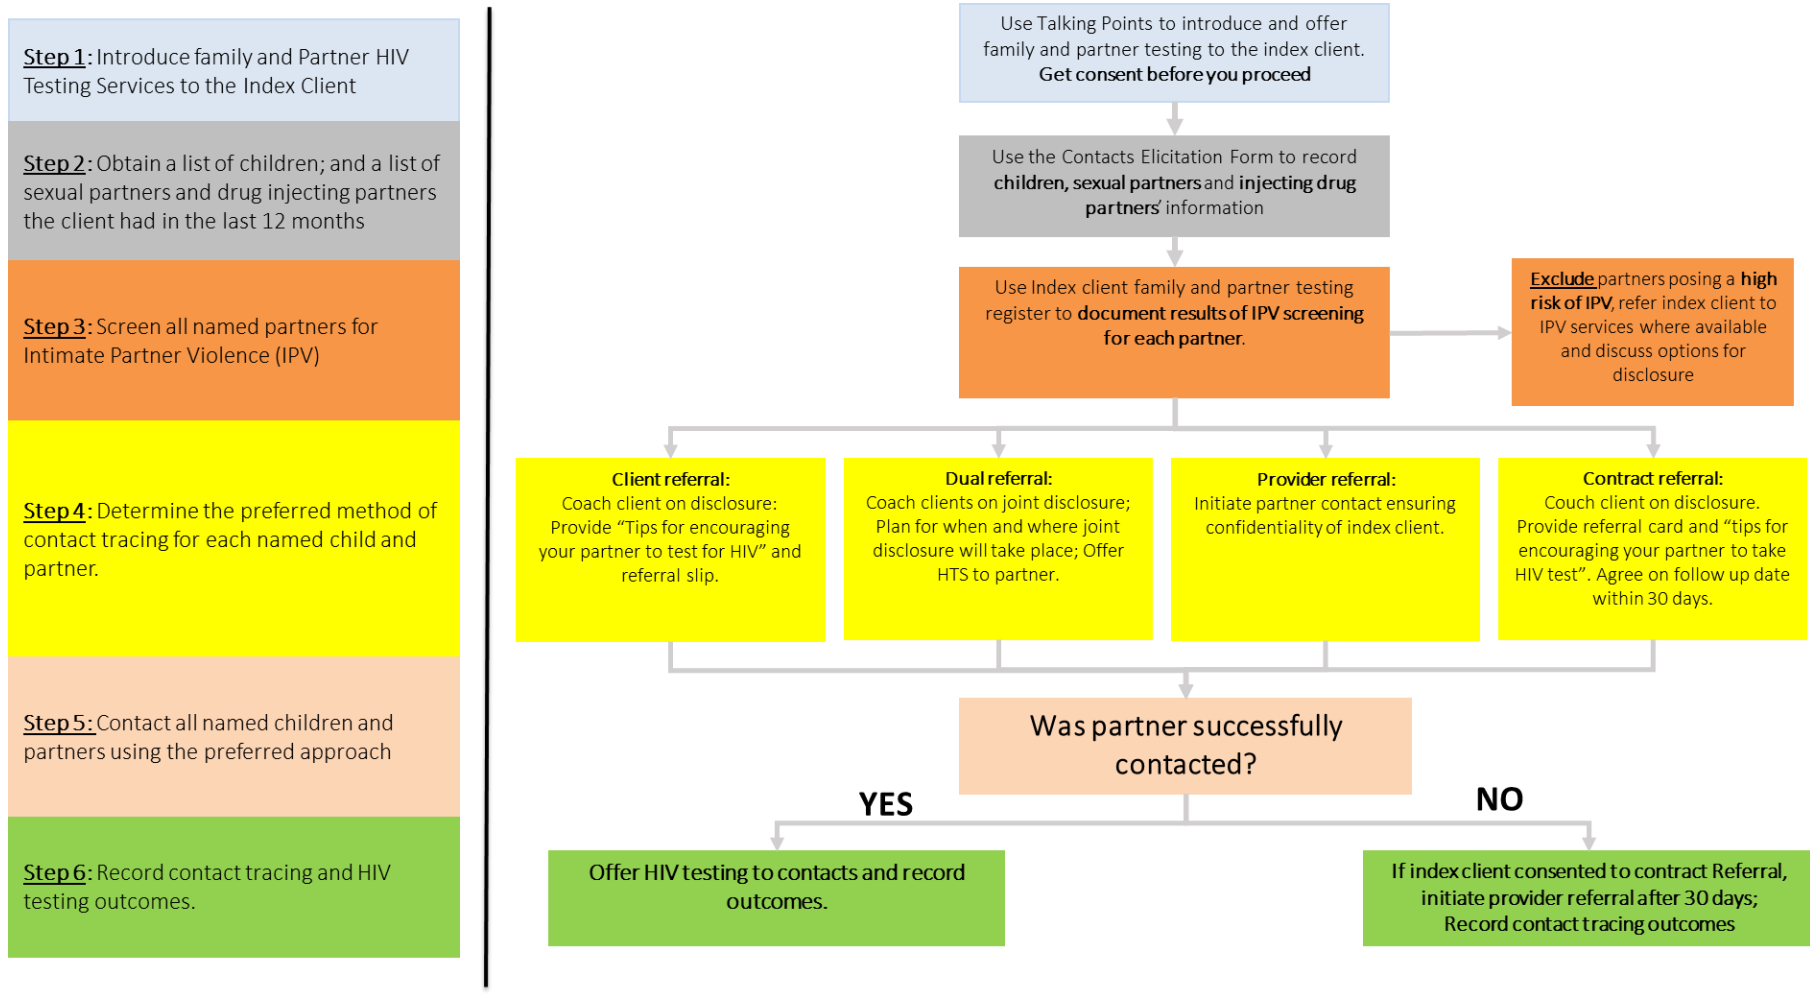 Step 1: Introduce family and Partner HIV
Testing Services to the Index Client
Step 2: Obtain a list of children; and a list of
sexual partners and drug injecting partners
the client had in the last 12 months
Step 3: Screen all named partners for
Intimate Partner Violence (IPV)
Step 4: Determine the preferred method of
contact tracing for each named child and
partner.
Step 5: Contact all named children and
partners using the preferred approach
Step 6: Record contact tracing and HIV
testing outcomes.
Use Talking Points to introduce and offer
family and partner testing to the index client.
Get consent before you proceed
Use the Contacts Elicitation Form to record
children, sexual partners and injecting drug
partners’ information
Use Index client family and partner testing
register to document results of IPV screening
for each partner.
Exclude partners posing a high
risk of IPV, refer index client to
IPV services where available
and discuss options for
disclosure
Client referral:
Coach client on disclosure:
Provide “Tips for encouraging
your partner to test for HIV” and
referral slip.
Dual referral:
Coach clients on joint disclosure;
Plan for when and where joint
disclosure will take place; Offer
HTS to partner.
Provider referral:
Initiate partner contact ensuring
confidentiality of index client.
Contract referral:
Couch client on disclosure.
Provide referral card and “tips for
encouraging your partner to take
HIV test”. Agree on follow up date
within 30 days.
Was partner successfully
contacted?
YES
NO
Offer HIV testing to contacts and record
outcomes.
If index client consented to contract Referral,
initiate provider referral after 30 days;
Record contact tracing outcomes